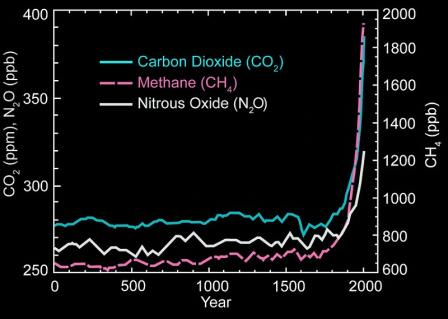 400
350
300
250
CO₂ (ppm), N₂O (ppb)
Carbon Dioxide (CO₂)
Methane (CH₄)
Nitrous Oxide (N₂O)
2000
1800
1600
1400
1200
1000
800
600
CH₄ (ppb)
0
500
1000
1500
2000
Year